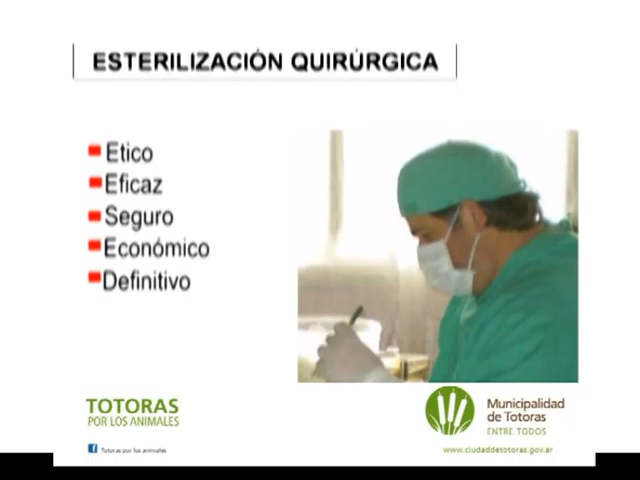 ESTERILIZACIÓN QUIRÚRGICA
Etico
Eficaz
Seguro
Económico
Definitivo
TOTORAS
POR LOS ANIMALES
Totoras por los animales
Municipalidad
de Totoras
ENTRE TODOS
www.ciudaddetotoras.gov.ar